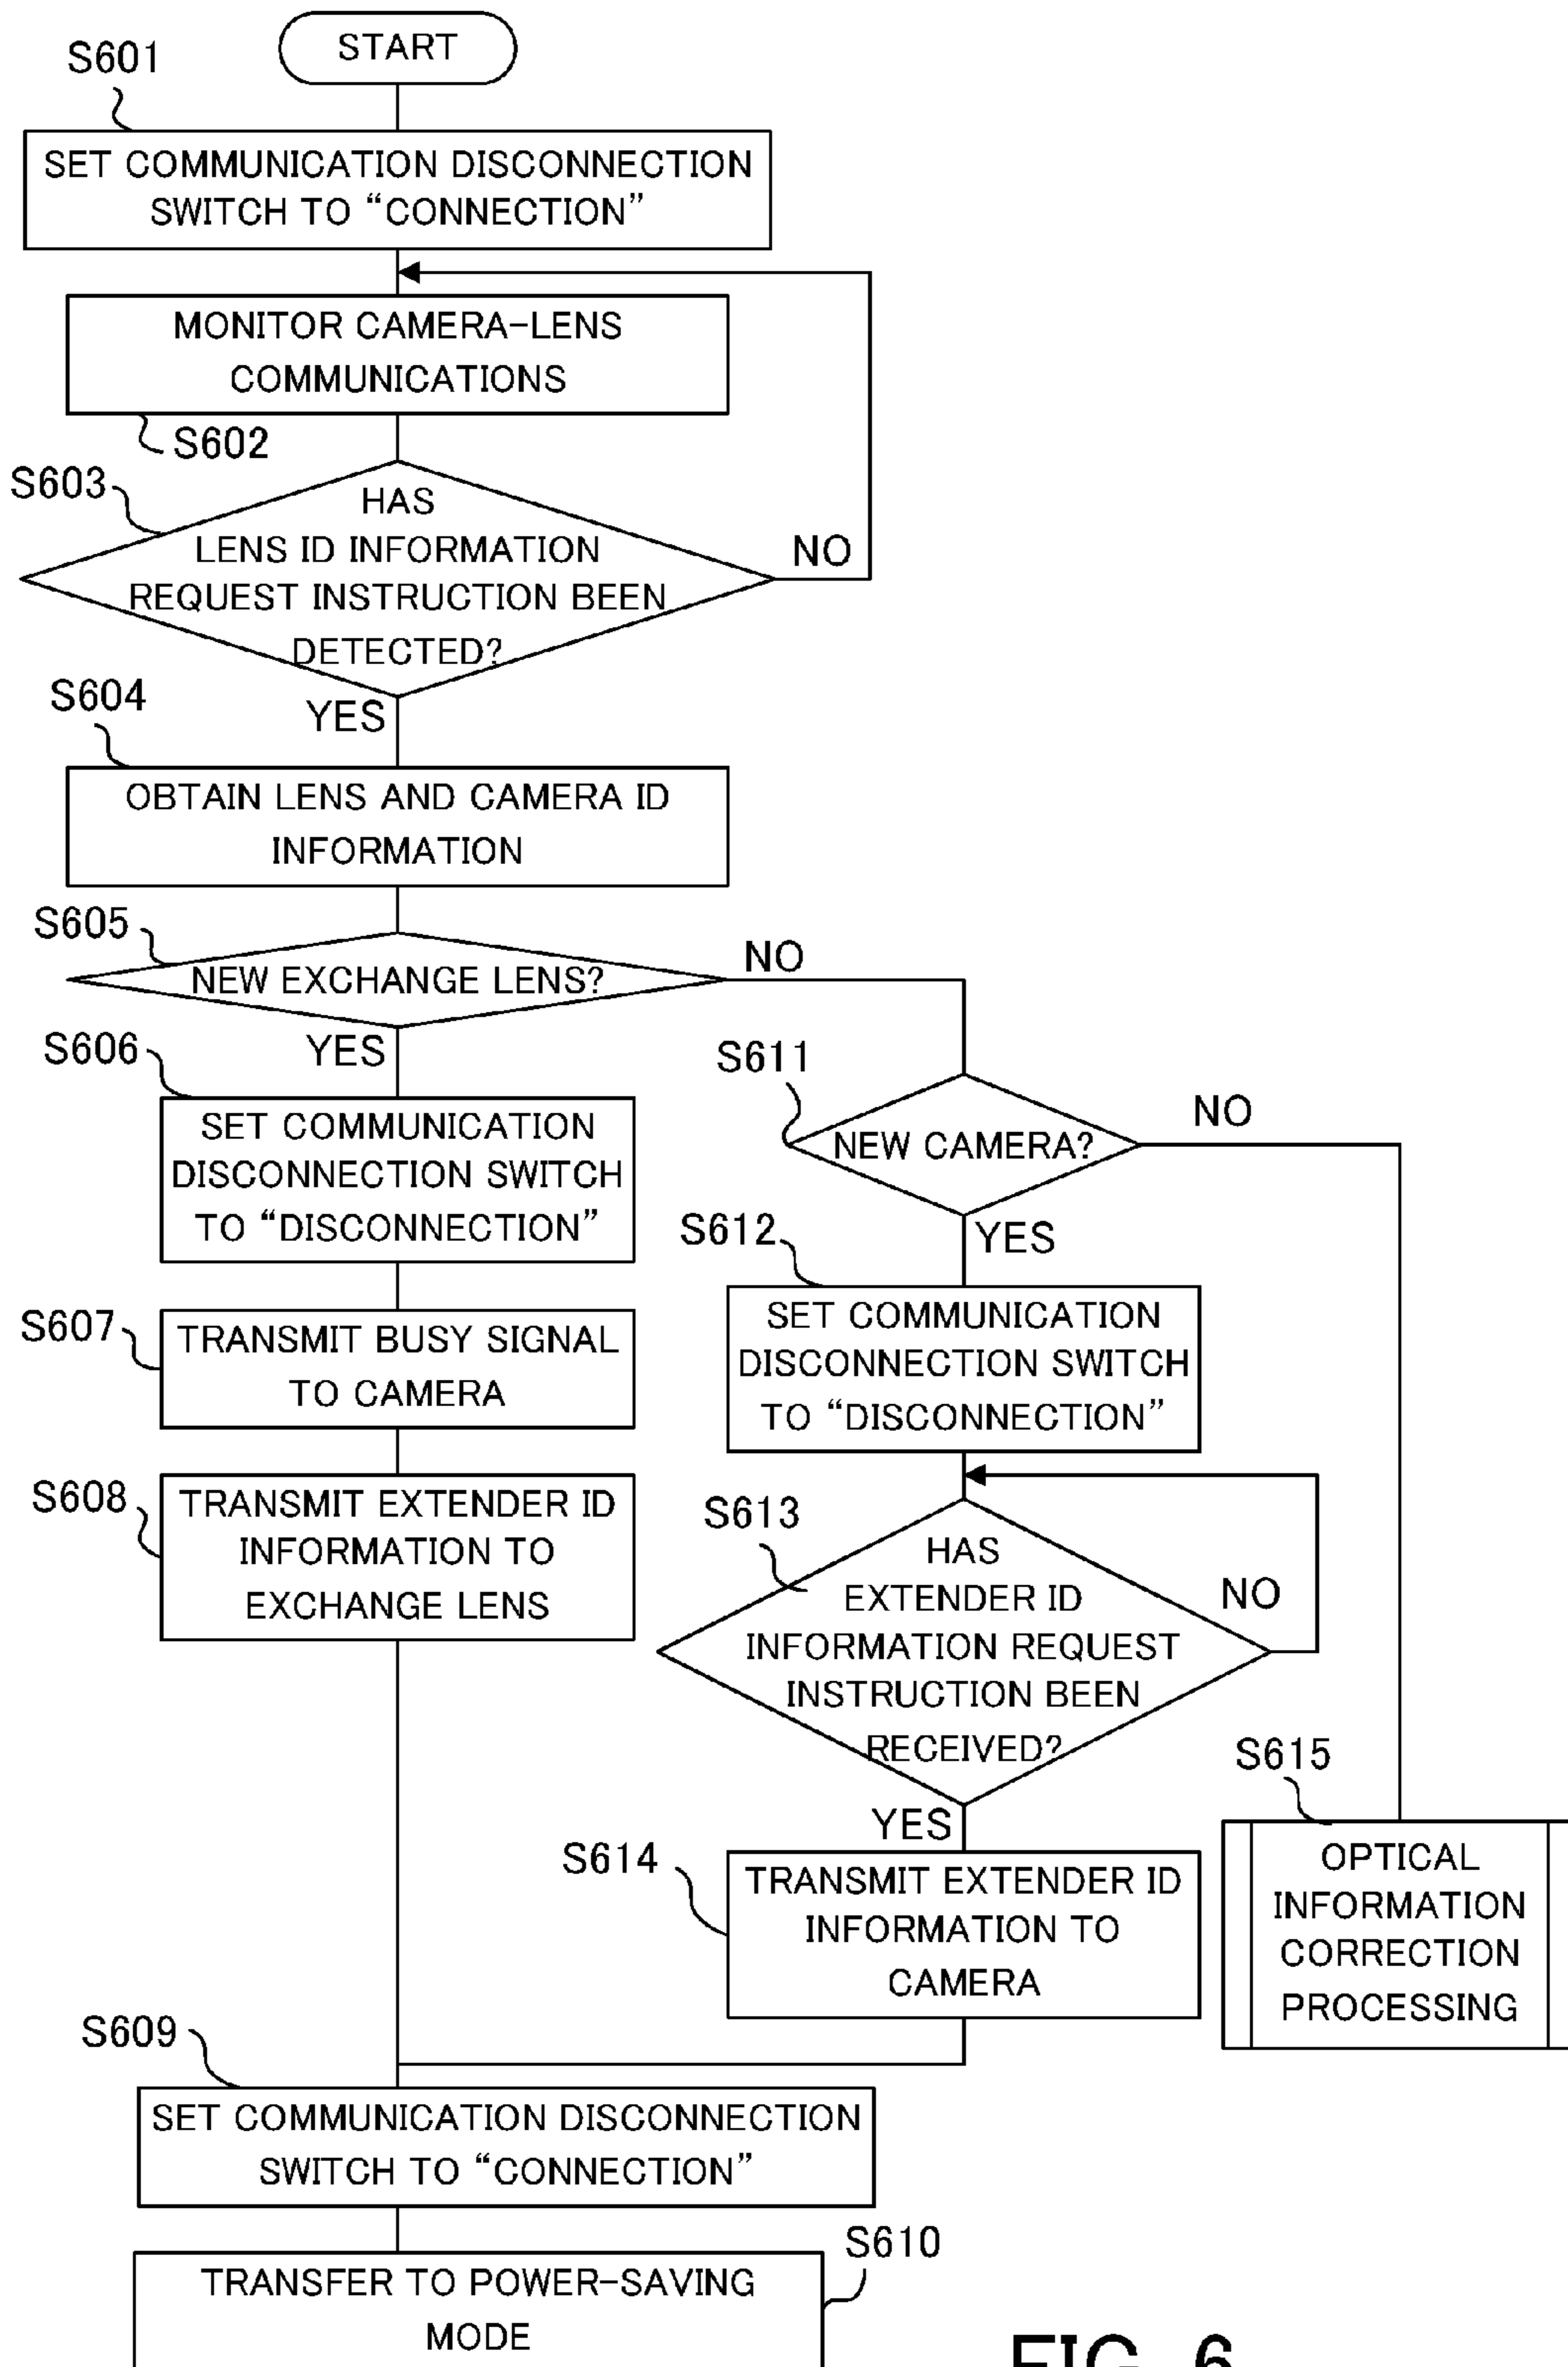 START
S601
SET COMMUNICATION DISCONNECTION
SWITCH TO “CONNECTION”
MONITOR CAMERA-LENS
COMMUNICATIONS
S602
S603
HAS
LENS ID INFORMATION
REQUEST INSTRUCTION BEEN
DETECTED?
NO
YES
S604
OBTAIN LENS AND CAMERA ID
INFORMATION
S605
NEW EXCHANGE LENS?
NO
YES
S606
SET COMMUNICATION
DISCONNECTION SWITCH
TO “DISCONNECTION”
S607
TRANSMIT BUSY SIGNAL
TO CAMERA
S608
TRANSMIT EXTENDER ID
INFORMATION TO
EXCHANGE LENS
S611
NEW CAMERA?
NO
YES
S612
SET COMMUNICATION
DISCONNECTION SWITCH
TO “DISCONNECTION”
S613
HAS
EXTENDER ID
INFORMATION REQUEST
INSTRUCTION BEEN
RECEIVED?
NO
YES
S614
TRANSMIT EXTENDER ID
INFORMATION TO
CAMERA
S615
OPTICAL
INFORMATION
CORRECTION
PROCESSING
S609
SET COMMUNICATION DISCONNECTION
SWITCH TO “CONNECTION”
S610
TRANSFER TO POWER-SAVING
MODE
FIG. 6